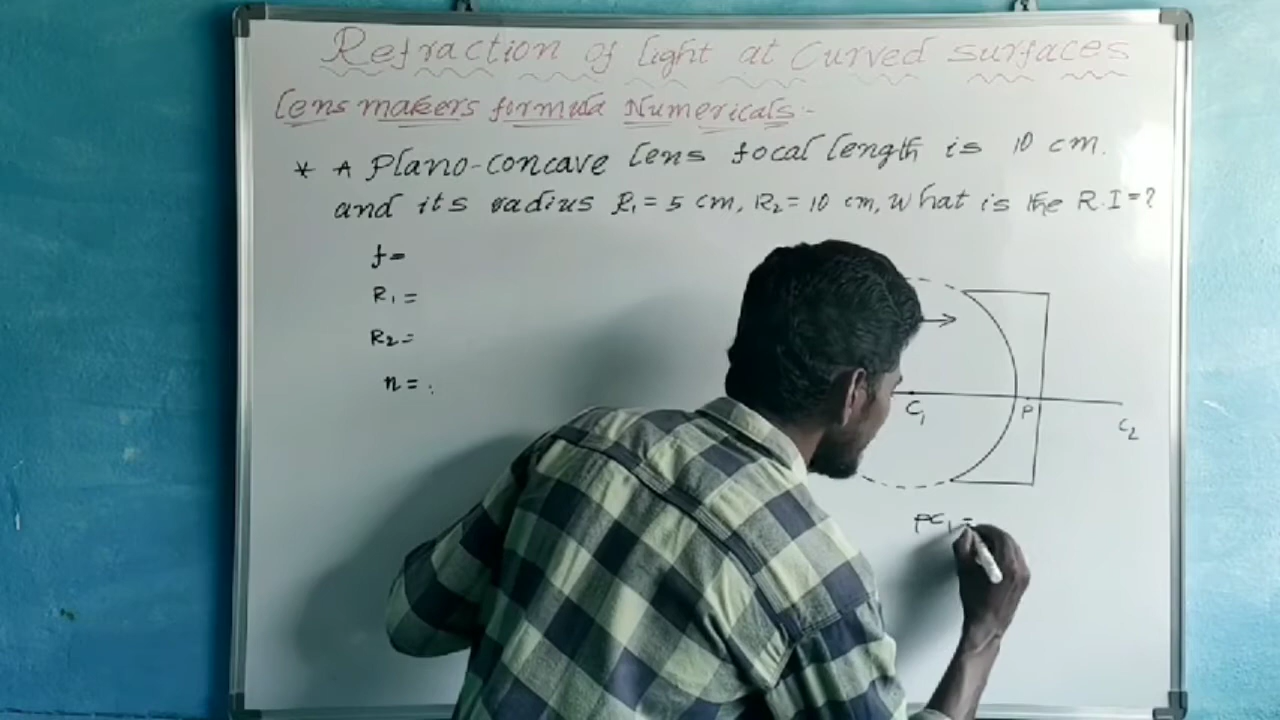 Refraction of light at Curved surfaces
Lens makers formula Numericals:-
* A Plano-concave lens focal length is 10 cm.
and its radius R₁ = 5 cm, R₂ = 10 cm, What is the R.I = ?
f =
R₁ =
R₂ =
n = :
C₁
P
C₂
PC₁ =